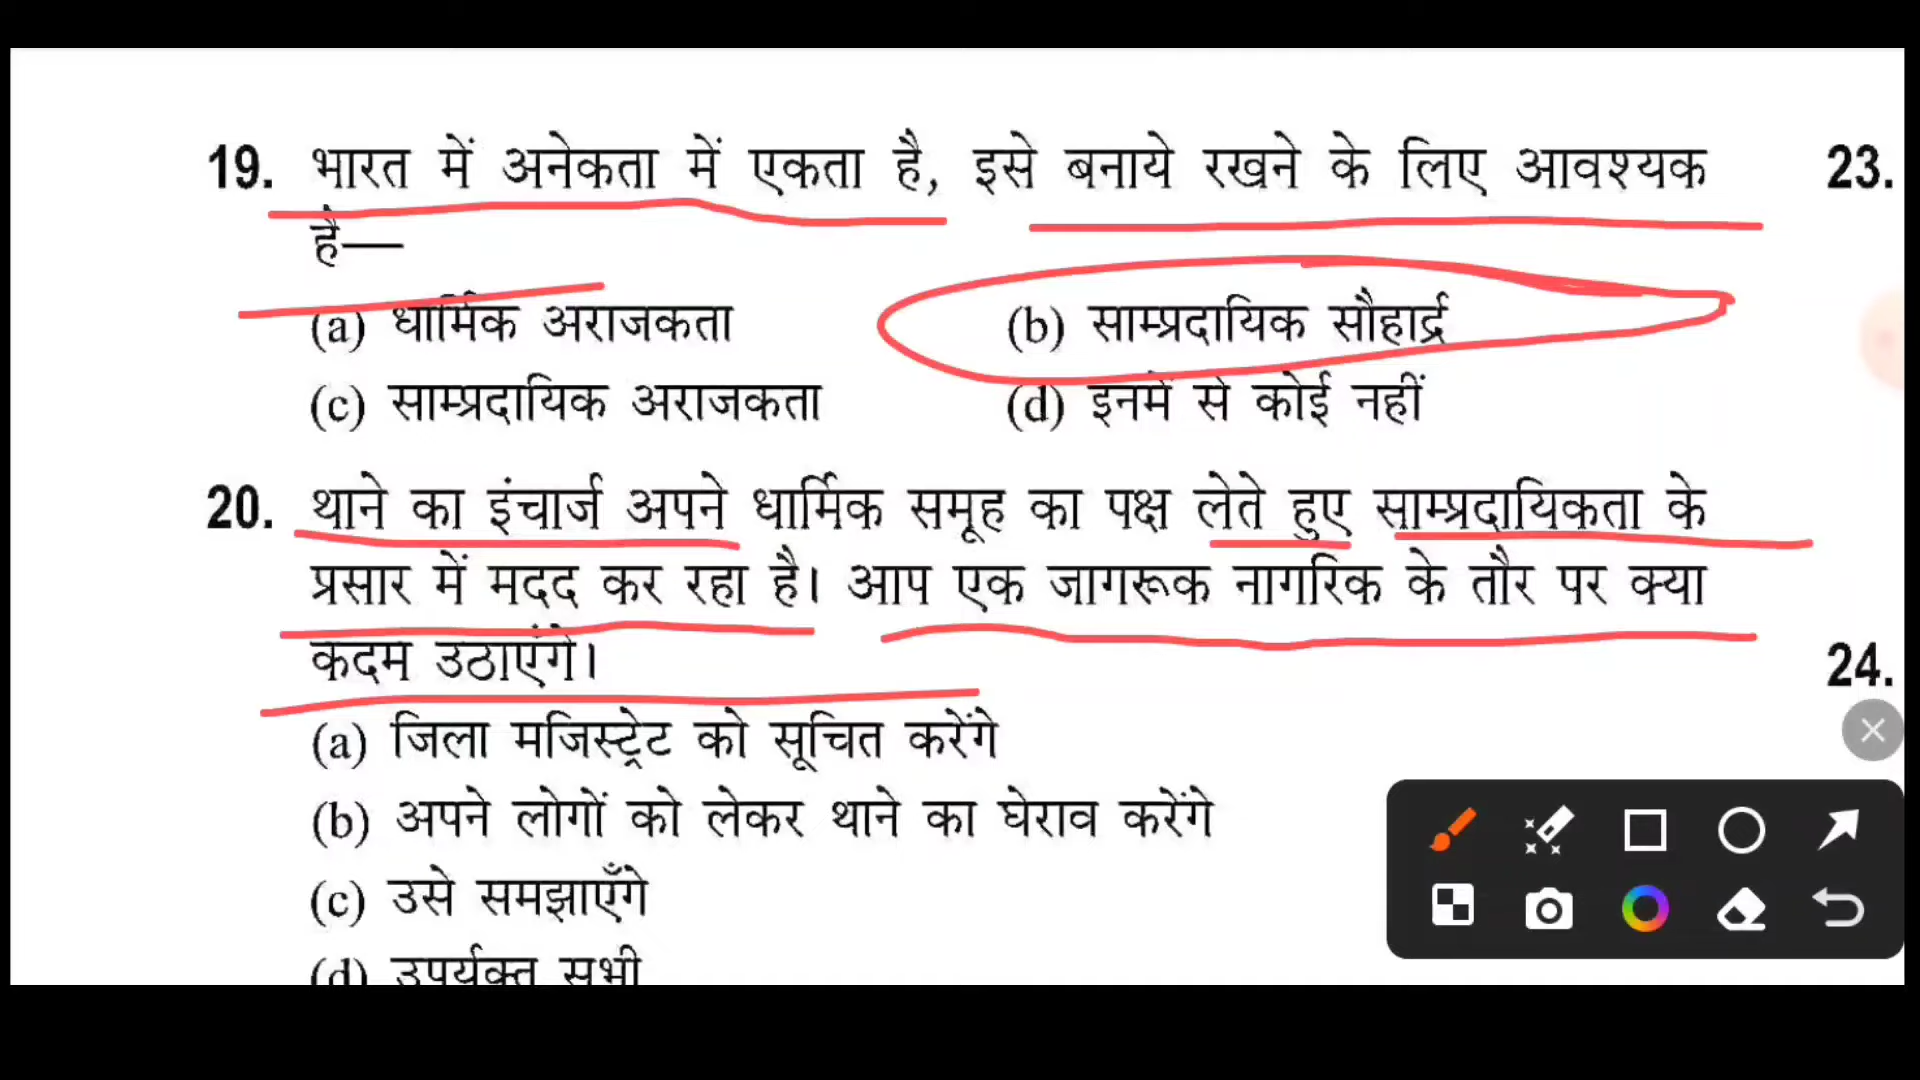 19. भारत में अनेकता में एकता है, इसे बनाये रखने के लिए आवश्यक
है—
(a) धार्मिक अराजकता (b) साम्प्रदायिक सौहार्द्र
(c) साम्प्रदायिक अराजकता (d) इनमें से कोई नहीं
20. थाने का इंचार्ज अपने धार्मिक समूह का पक्ष लेते हुए साम्प्रदायिकता के
प्रसार में मदद कर रहा है। आप एक जागरूक नागरिक के तौर पर क्या
कदम उठाएंगे।
(a) जिला मजिस्ट्रेट को सूचित करेंगे
(b) अपने लोगों को लेकर थाने का घेराव करेंगे
(c) उसे समझाएँगे
(d) उपर्युक्त सभी
23.
24.